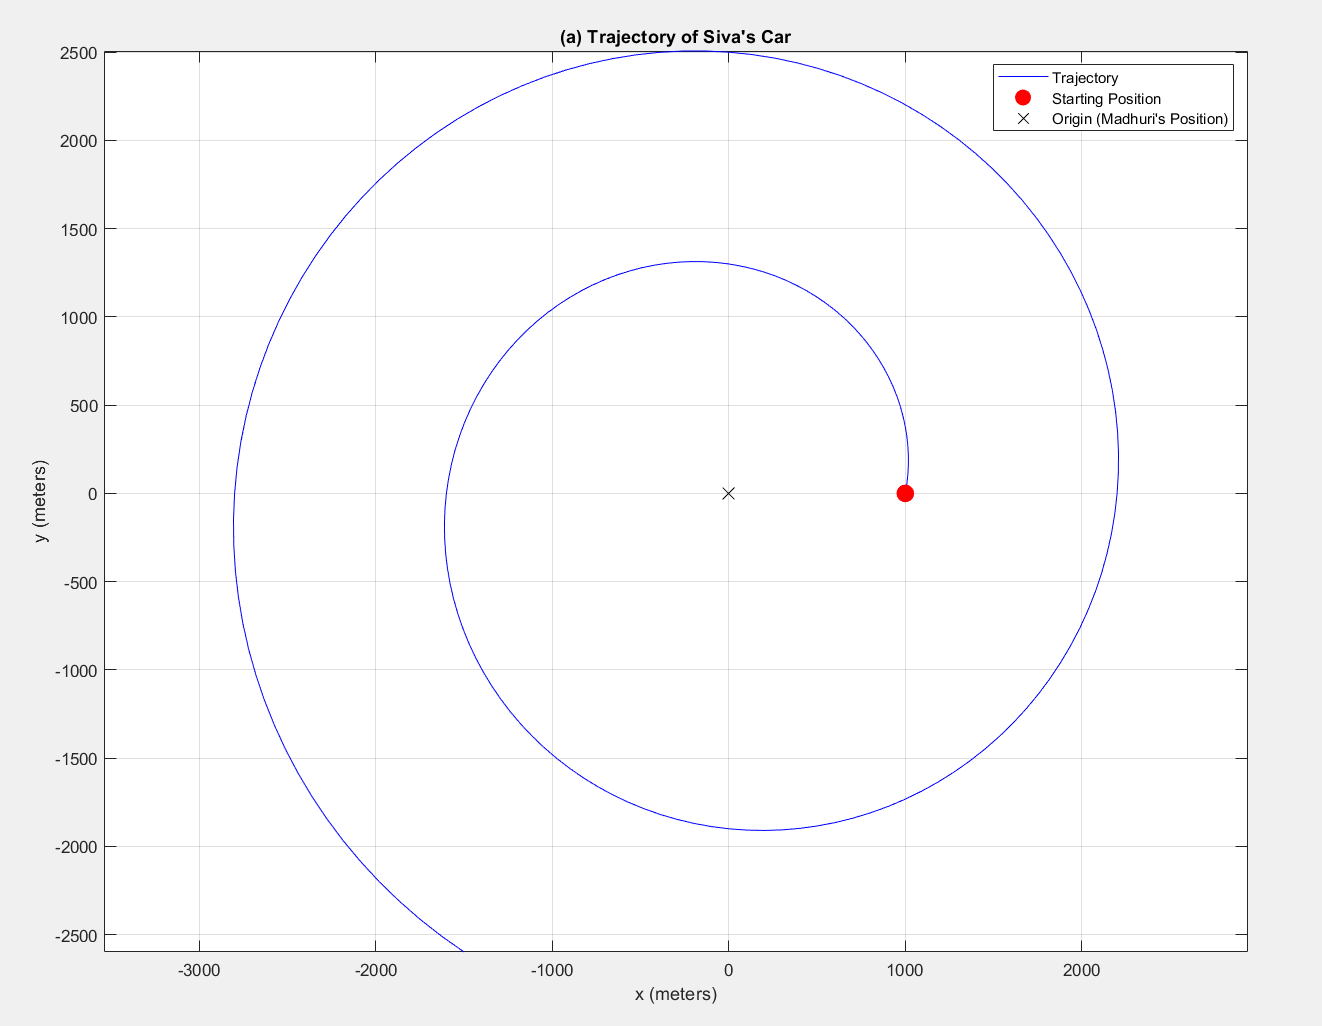 (a) Trajectory of Siva's Car
Trajectory
Starting Position
Origin (Madhuri's Position)
2500
2000
1500
1000
500
0
-500
-1000
-1500
-2000
-2500
y (meters)
-3000 -2000 -1000 0 1000 2000
x (meters)